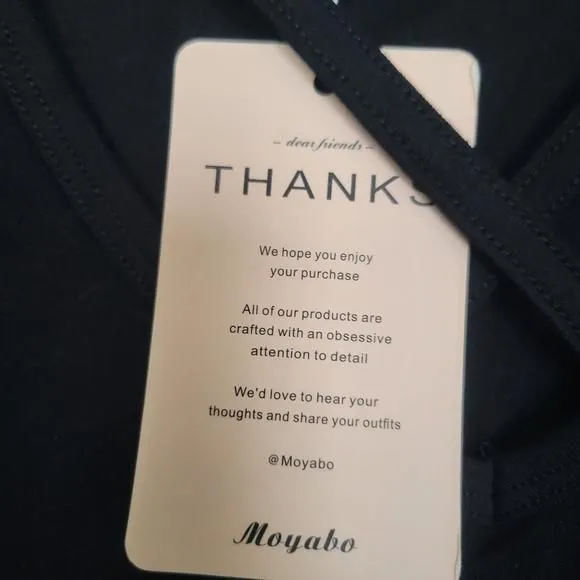 - dear friends -
THANKS
We hope you enjoy
your purchase
All of our products are
crafted with an obsessive
attention to detail
We'd love to hear your
thoughts and share your outfits
@Moyabo
Moyabo